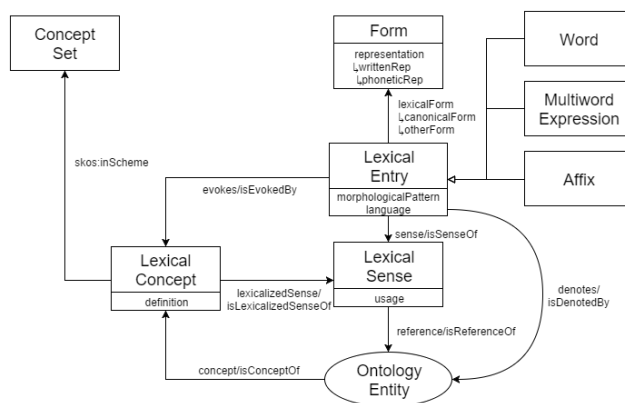 Concept
Set
Form
representation
↳writtenRep
↳phoneticRep
Word
Multiword
Expression
Affix
lexicalForm
↳canonicalForm
↳otherForm
skos:inScheme
Lexical
Entry
morphologicalPattern
language
evokes/isEvokedBy
sense/isSenseOf
Lexical
Concept
definition
lexicalizedSense/
isLexicalizedSenseOf
Lexical
Sense
usage
denotes/
isDenotedBy
reference/isReferenceOf
concept/isConceptOf
Ontology
Entity